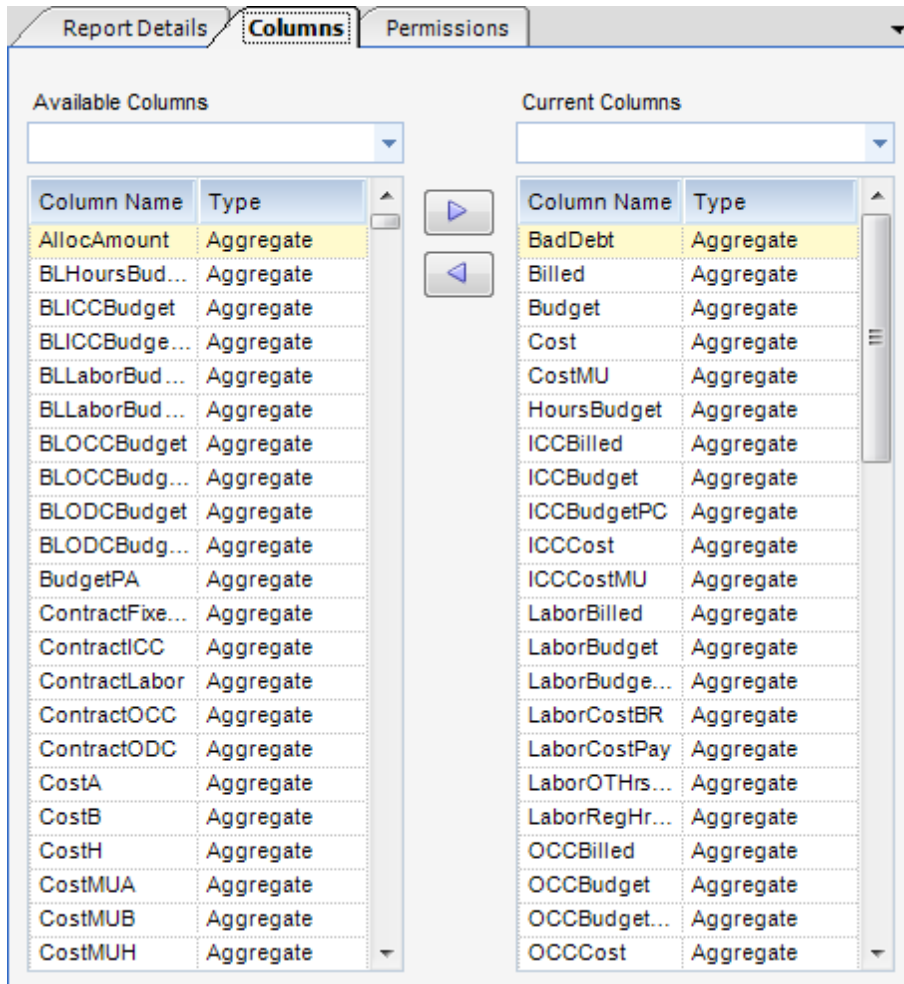 Report Details Columns Permissions
Available Columns
Column Name Type
AllocAmount Aggregate
BLHoursBud... Aggregate
BLICCBudget Aggregate
BLICCBudge... Aggregate
BLLaborBud... Aggregate
BLLaborBud... Aggregate
BLOCCBudget Aggregate
BLOCCBudg... Aggregate
BLODCBudget Aggregate
BLODCBudg... Aggregate
BudgetPA Aggregate
ContractFixe... Aggregate
ContractICC Aggregate
ContractLabor Aggregate
ContractOCC Aggregate
ContractODC Aggregate
CostA Aggregate
CostB Aggregate
CostH Aggregate
CostMUA Aggregate
CostMUB Aggregate
CostMUH Aggregate
Current Columns
Column Name Type
BadDebt Aggregate
Billed Aggregate
Budget Aggregate
Cost Aggregate
CostMU Aggregate
HoursBudget Aggregate
ICCBilled Aggregate
ICCBudget Aggregate
ICCBudgetPC Aggregate
ICCCost Aggregate
ICCCostMU Aggregate
LaborBilled Aggregate
LaborBudget Aggregate
LaborBudge... Aggregate
LaborCostBR Aggregate
LaborCostPay Aggregate
LaborOTHrs... Aggregate
LaborRegHr... Aggregate
OCCBilled Aggregate
OCCBudget Aggregate
OCCBudget... Aggregate
OCCCost Aggregate